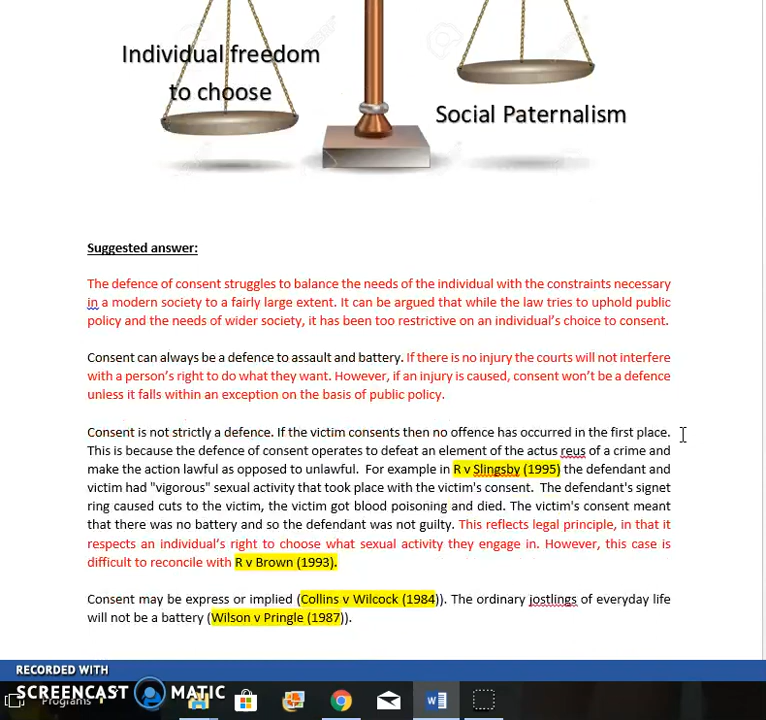 Individual freedom
to choose
Social Paternalism
Suggested answer:
The defence of consent struggles to balance the needs of the individual with the constraints necessary
in a modern society to a fairly large extent. It can be argued that while the law tries to uphold public
policy and the needs of wider society, it has been too restrictive on an individual's choice to consent.
Consent can always be a defence to assault and battery. If there is no injury the courts will not interfere
with a person's right to do what they want. However, if an injury is caused, consent won't be a defence
unless it falls within an exception on the basis of public policy.
Consent is not strictly a defence. If the victim consents then no offence has occurred in the first place.
This is because the defence of consent operates to defeat an element of the actus reus of a crime and
make the action lawful as opposed to unlawful. For example in R v Slingsby (1995) the defendant and
victim had "vigorous" sexual activity that took place with the victim's consent. The defendant's signet
ring caused cuts to the victim, the victim got blood poisoning and died. The victim's consent meant
that there was no battery and so the defendant was not guilty. This reflects legal principle, in that it
respects an individual's right to choose what sexual activity they engage in. However, this case is
difficult to reconcile with R v Brown (1993).
Consent may be express or implied (Collins v Wilcock (1984)). The ordinary jostlings of everyday life
will not be a battery (Wilson v Pringle (1987)).
RECORDED WITH
SCREENCAST MATIC
Programs